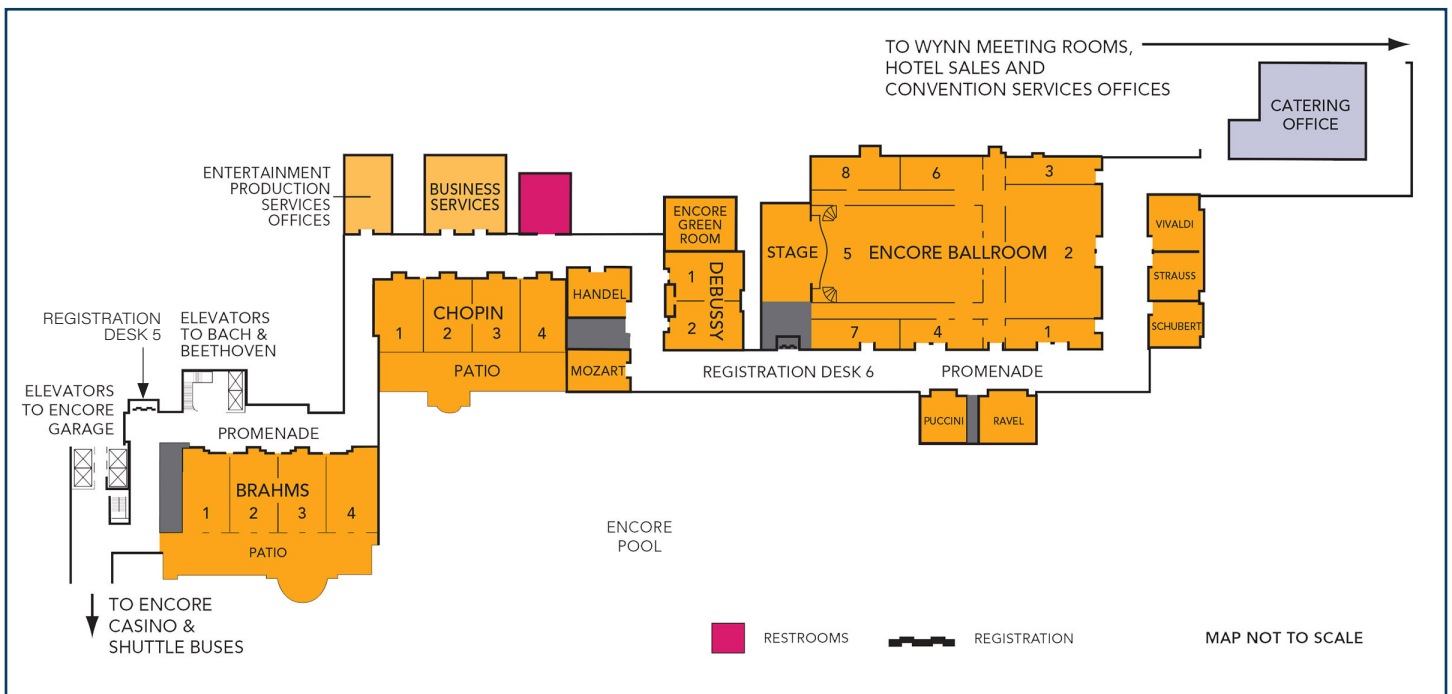 TO WYNN MEETING ROOMS,
HOTEL SALES AND
CONVENTION SERVICES OFFICES
CATERING
OFFICE
ENTERTAINMENT
PRODUCTION
SERVICES
OFFICES
BUSINESS
SERVICES
ENCORE
GREEN
ROOM
8
6
3
STAGE
5
ENCORE BALLROOM
2
7
4
1
VIVALDI
STRAUSS
SCHUBERT
1
DEBUSSY
2
HANDEL
MOZART
CHOPIN
1
2
3
4
PATIO
REGISTRATION DESK 6
PROMENADE
PUCCINI
RAVEL
REGISTRATION
DESK 5
ELEVATORS
TO BACH &
BEETHOVEN
ELEVATORS
TO ENCORE
GARAGE
PROMENADE
BRAHMS
1
2
3
4
PATIO
ENCORE
POOL
TO ENCORE
CASINO &
SHUTTLE BUSES
RESTROOMS
REGISTRATION
MAP NOT TO SCALE